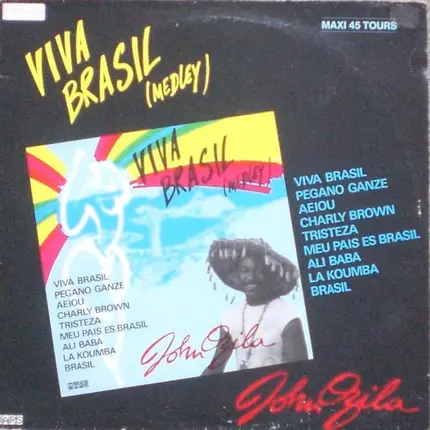 MAXI 45 TOURS
VIVA
BRASIL
(MEDLEY)
VIVA
BRASIL
(MEDLEY)
VIVA BRASIL
PEGANO GANZE
AEIOU
CHARLY BROWN
TRISTEZA
MEU PAIS ES BRASIL
ALI BABA
LA KOUMBA
BRASIL
John Ozila
VIVA BRASIL
PEGANO GANZE
AEIOU
CHARLY BROWN
TRISTEZA
MEU PAIS ES BRASIL
ALI BABA
LA KOUMBA
BRASIL
John Ozila